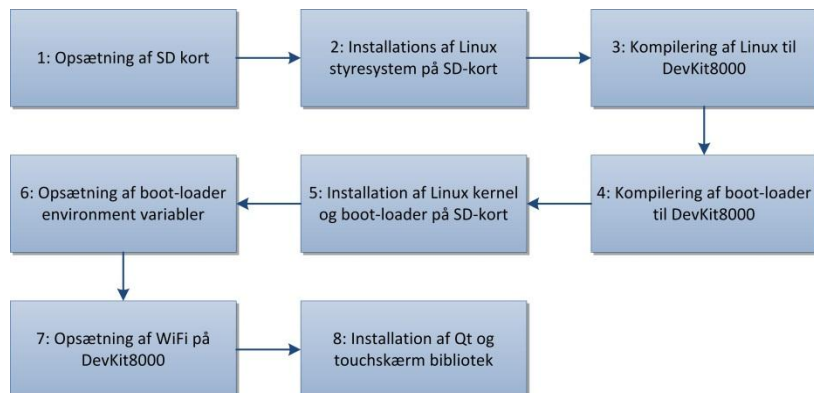 1: Opsætning af SD kort
2: Installations af Linux
styresystem på SD-kort
3: Kompilering af Linux til
DevKit8000
4: Kompilering af boot-loader
til DevKit8000
5: Installation af Linux kernel
og boot-loader på SD-kort
6: Opsætning af boot-loader
environment variabler
7: Opsætning af WiFi på
DevKit8000
8: Installation af Qt og
touchskærm bibliotek